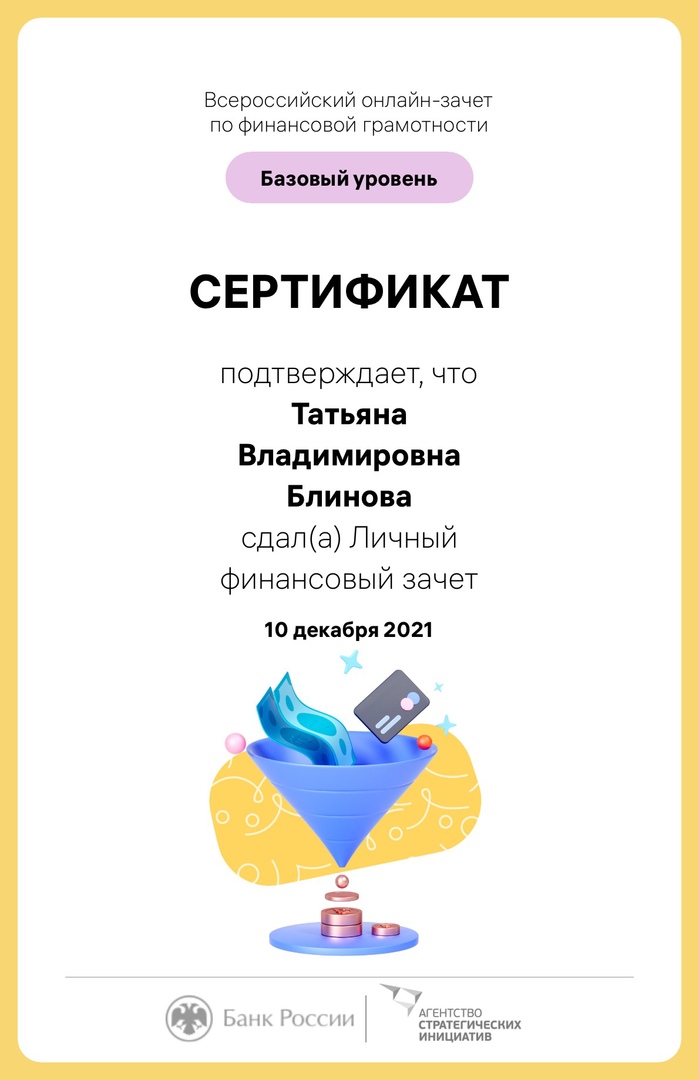 Всероссийский онлайн-зачет
по финансовой грамотности
Базовый уровень
СЕРТИФИКАТ
подтверждает, что
Татьяна
Владимировна
Блинова
сдал(а) Личный
финансовый зачет
10 декабря 2021
Банк России
АГЕНТСТВО
СТРАТЕГИЧЕСКИХ
ИНИЦИАТИВ